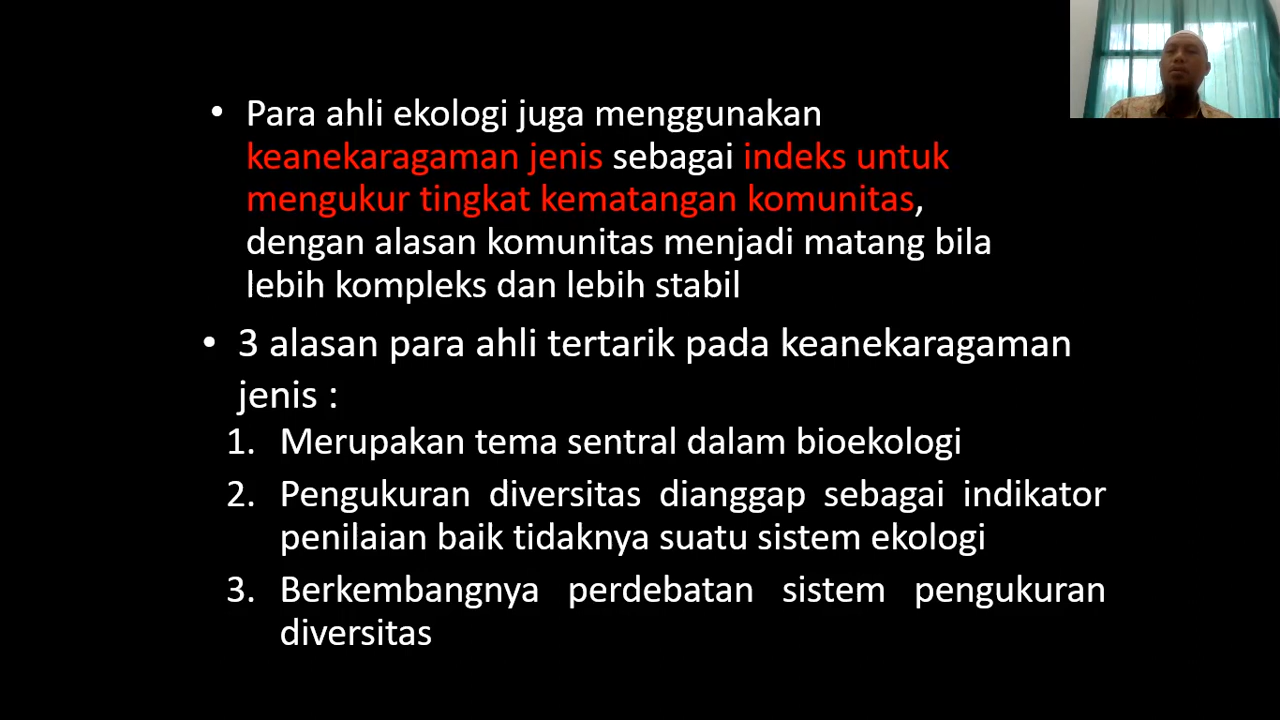 • Para ahli ekologi juga menggunakan
keanekaragaman jenis sebagai indeks untuk
mengukur tingkat kematangan komunitas,
dengan alasan komunitas menjadi matang bila
lebih kompleks dan lebih stabil
• 3 alasan para ahli tertarik pada keanekaragaman
jenis :
1. Merupakan tema sentral dalam bioekologi
2. Pengukuran diversitas dianggap sebagai indikator
penilaian baik tidaknya suatu sistem ekologi
3. Berkembangnya perdebatan sistem pengukuran
diversitas